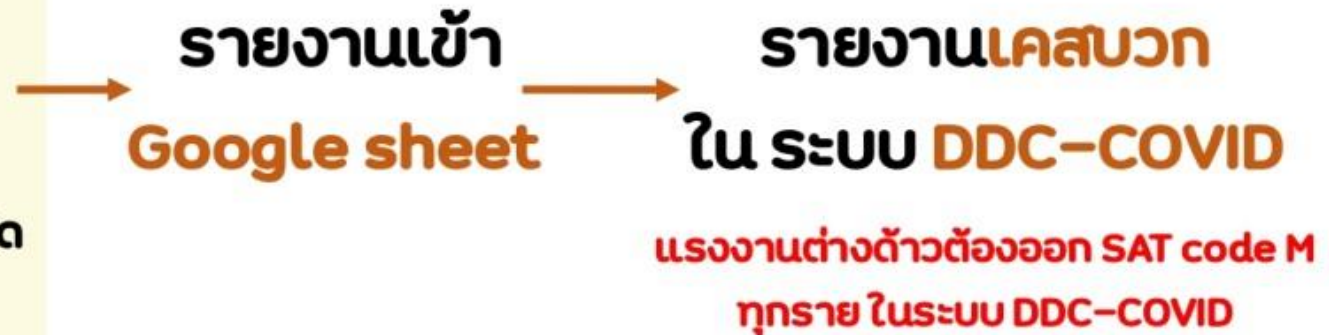 รายงานเข้า
Google sheet
รายงานเคสบวก
ใน ระบบ DDC-COVID
แรงงานต่างด้าวต้องออก SAT code M
ทุกราย ในระบบ DDC-COVID